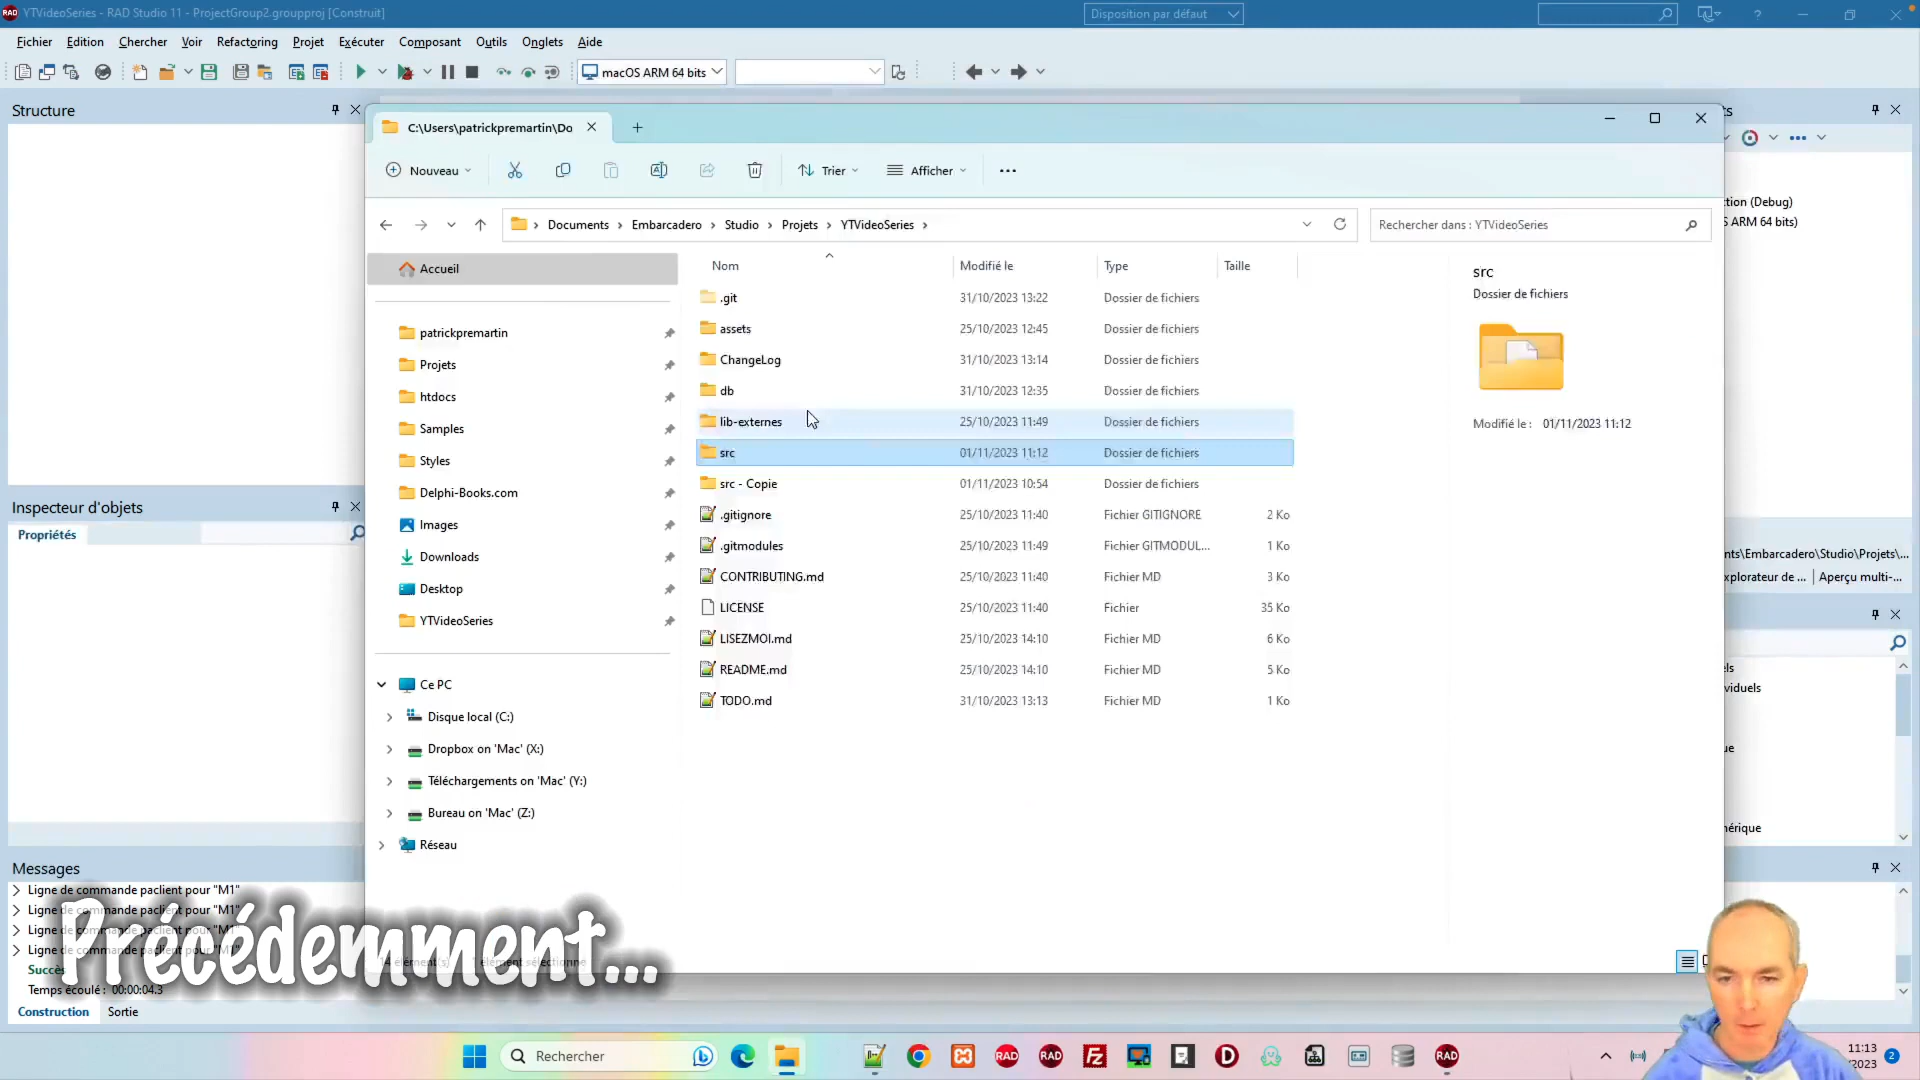 YTVideoSeries - RAD Studio 11 - ProjectGroup2.groupproj [Construit]
Disposition par défaut
?
Fichier Edition Chercher Voir Refactoring Projet Exécuter Composant Outils Onglets Aide
macOS ARM 64 bits
Structure
C:\Users\patrickpremartin\Do
Nouveau
Trier
Afficher
Documents > Embarcadero > Studio > Projets > YTVideoSeries >
Rechercher dans : YTVideoSeries
Accueil
patrickpremartin
Projets
htdocs
Samples
Styles
Delphi-Books.com
Images
Downloads
Desktop
YTVideoSeries
Ce PC
Disque local (C:)
Dropbox on 'Mac' (X:)
Téléchargements on 'Mac' (Y:)
Bureau on 'Mac' (Z:)
Réseau
Nom Modifié le Type Taille
.git 31/10/2023 13:22 Dossier de fichiers
assets 25/10/2023 12:45 Dossier de fichiers
ChangeLog 31/10/2023 13:14 Dossier de fichiers
db 31/10/2023 12:35 Dossier de fichiers
lib-externes 25/10/2023 11:49 Dossier de fichiers
src 01/11/2023 11:12 Dossier de fichiers
src - Copie 01/11/2023 10:54 Dossier de fichiers
.gitignore 25/10/2023 11:40 Fichier GITIGNORE 2 Ko
.gitmodules 25/10/2023 11:49 Fichier GITMODUL... 1 Ko
CONTRIBUTING.md 25/10/2023 11:40 Fichier MD 3 Ko
LICENSE 25/10/2023 11:40 Fichier 35 Ko
LISEZMOI.md 25/10/2023 14:10 Fichier MD 6 Ko
README.md 25/10/2023 14:10 Fichier MD 5 Ko
TODO.md 31/10/2023 13:13 Fichier MD 1 Ko
src
Dossier de fichiers
Modifié le : 01/11/2023 11:12
ts
ction (Debug)
S ARM 64 bits)
nts\Embarcadero\Studio\Projets\...
xplorateur de ... Aperçu multi-...
els
ividuels
ue
nérique
Inspecteur d'objets
Propriétés
Messages
Ligne de commande paclient pour "M1"
Ligne de commande paclient pour "M1"
Ligne de commande paclient pour "M1"
Ligne de commande paclient pour "M1"
Succès
Temps écoulé : 00:00:04.3
Construction Sortie
Précédemment...
Rechercher
RAD RAD FZ D RAD
11:13
/2023
2